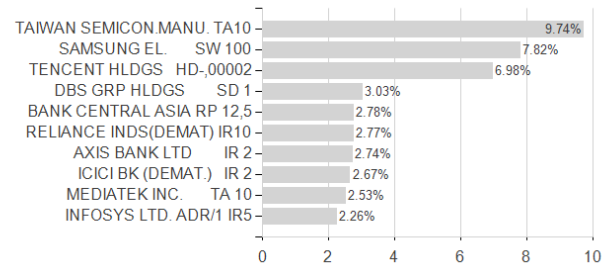 TAIWAN SEMICON.MANU. TA10 9.74%
SAMSUNG EL. SW 100 7.82%
TENCENT HLDGS HD-,00002 6.98%
DBS GRP HLDGS SD 1 3.03%
BANK CENTRAL ASIA RP 12,5 2.78%
RELIANCE INDS(DEMAT) IR10 2.77%
AXIS BANK LTD IR 2 2.74%
ICICI BK (DEMAT.) IR 2 2.67%
MEDIATEK INC. TA 10 2.53%
INFOSYS LTD. ADR/1 IR5 2.26%
0 2 4 6 8 10